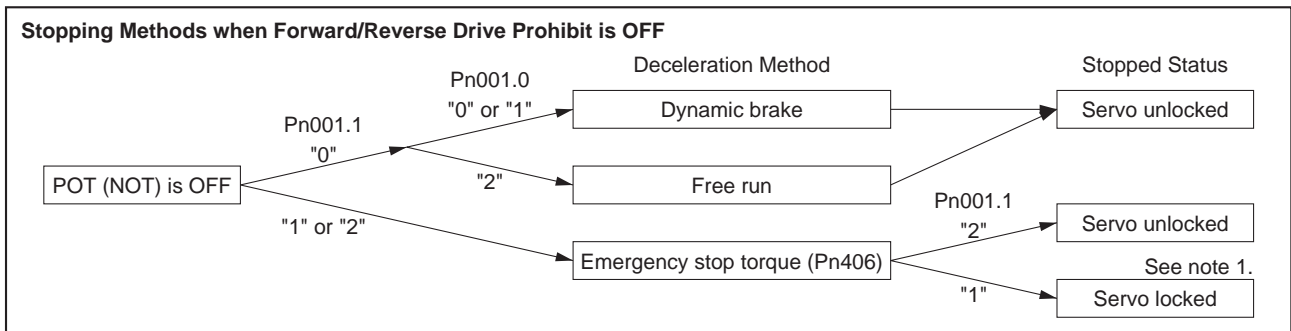 Stopping Methods when Forward/Reverse Drive Prohibit is OFF
Deceleration Method
Stopped Status
Pn001.0
"0" or "1"
Dynamic brake
Servo unlocked
Pn001.1
"0"
POT (NOT) is OFF
"2"
Free run
"1" or "2"
Pn001.1
"2"
Servo unlocked
Emergency stop torque (Pn406)
See note 1.
"1"
Servo locked